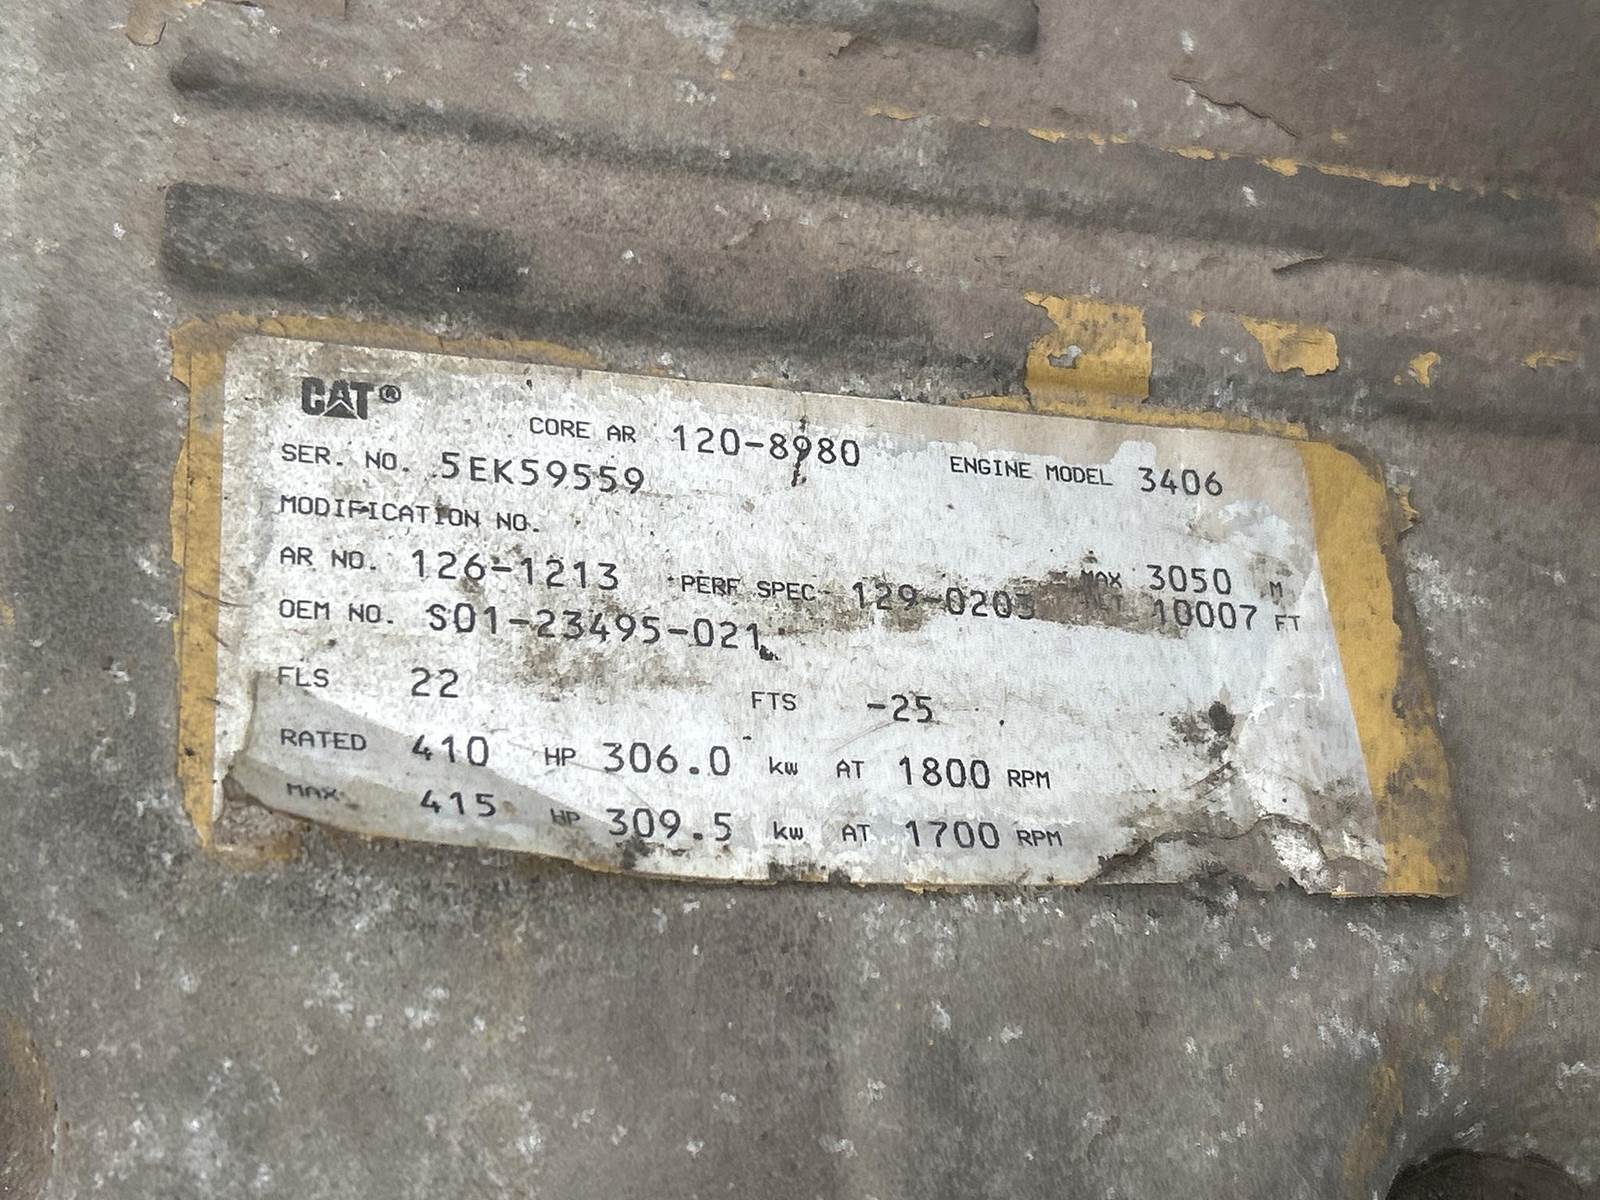 CAT®
CORE AR 120-8980 ENGINE MODEL 3406
SER. NO. 5EK59559
MODIFICATION NO.
AR NO. 126-1213 PERF SPEC 129-0203 MAX 3050 M
OEM NO. S01-23495-021 10007 FT
FLS 22 FTS -25
RATED 410 HP 306.0 kw AT 1800 RPM
MAX 415 HP 309.5 kw AT 1700 RPM